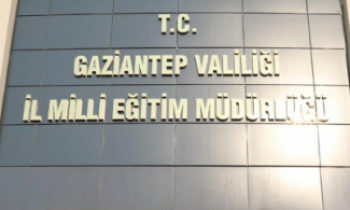 T.C.
GAZİANTEP VALİLİĞİ
İL MİLLİ EĞİTİM MÜDÜRLÜĞÜ